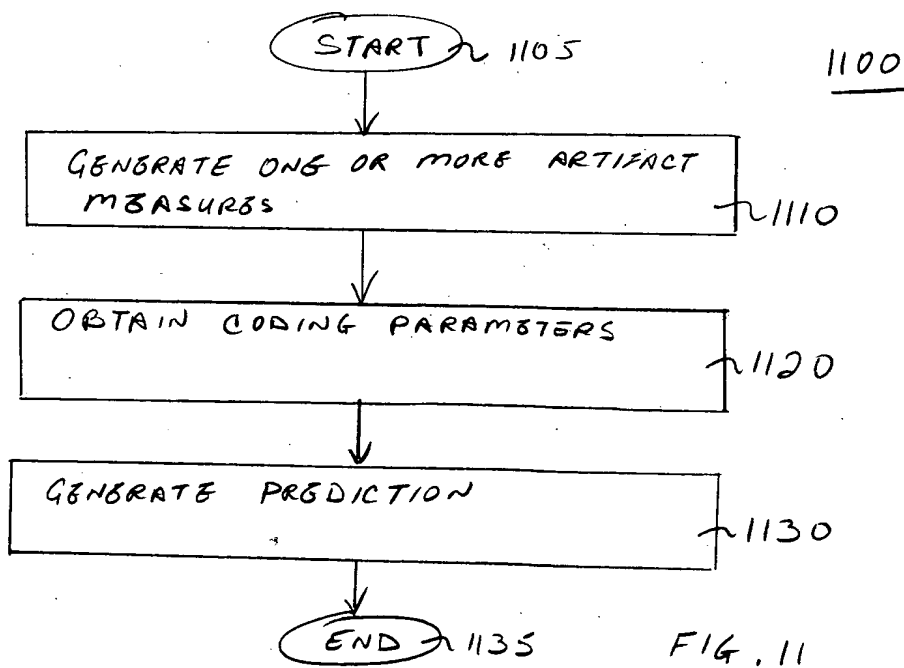 START 1105
1100
GENERATE ONE OR MORE ARTIFACT
MEASURES
1110
OBTAIN CODING PARAMETERS
1120
GENERATE PREDICTION
1130
END 1135
FIG. 11